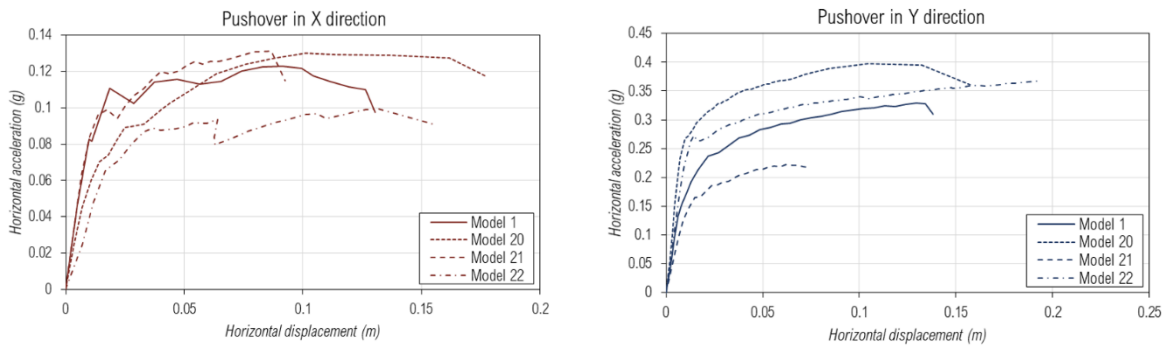 Pushover in X direction
0.14
0.12
0.1
0.08
0.06
0.04
0.02
0
Horizontal acceleration (g)
0
0.05
0.1
0.15
0.2
Horizontal displacement (m)
Model 1
Model 20
Model 21
Model 22
Pushover in Y direction
0.45
0.4
0.35
0.3
0.25
0.2
0.15
0.1
0.05
0
Horizontal acceleration (g)
0
0.05
0.1
0.15
0.2
0.25
Horizontal displacement (m)
Model 1
Model 20
Model 21
Model 22